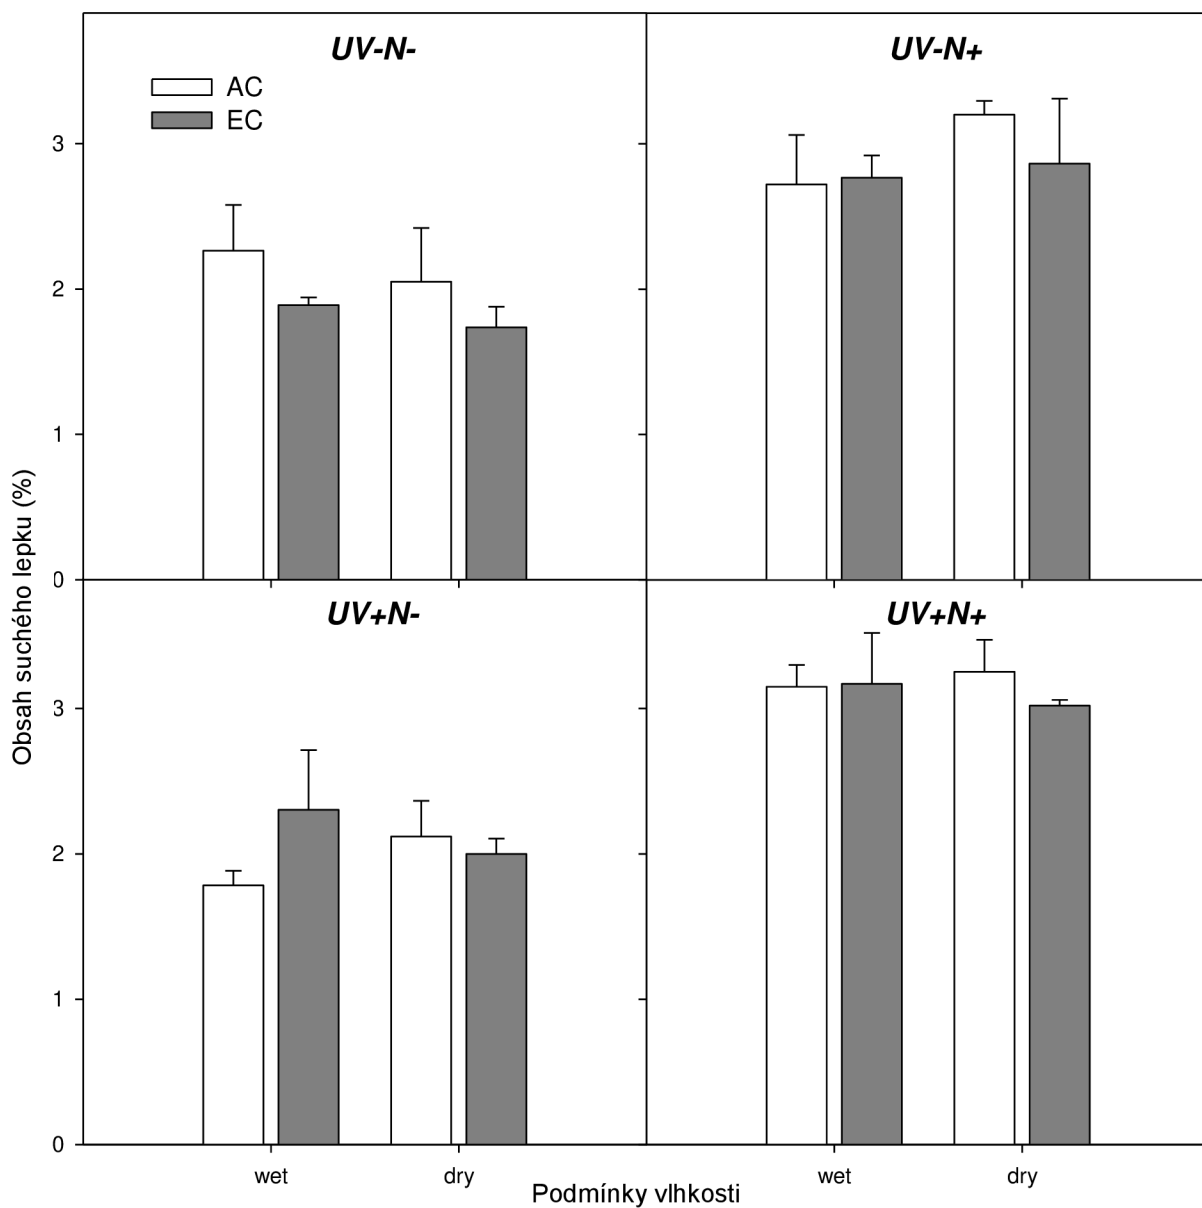 UV-N-
UV-N+
AC
EC
3
2
1
0
UV+N-
UV+N+
3
2
1
0
Obsah suchého lepku (%)
wet
dry
wet
dry
Podmínky vlhkosti